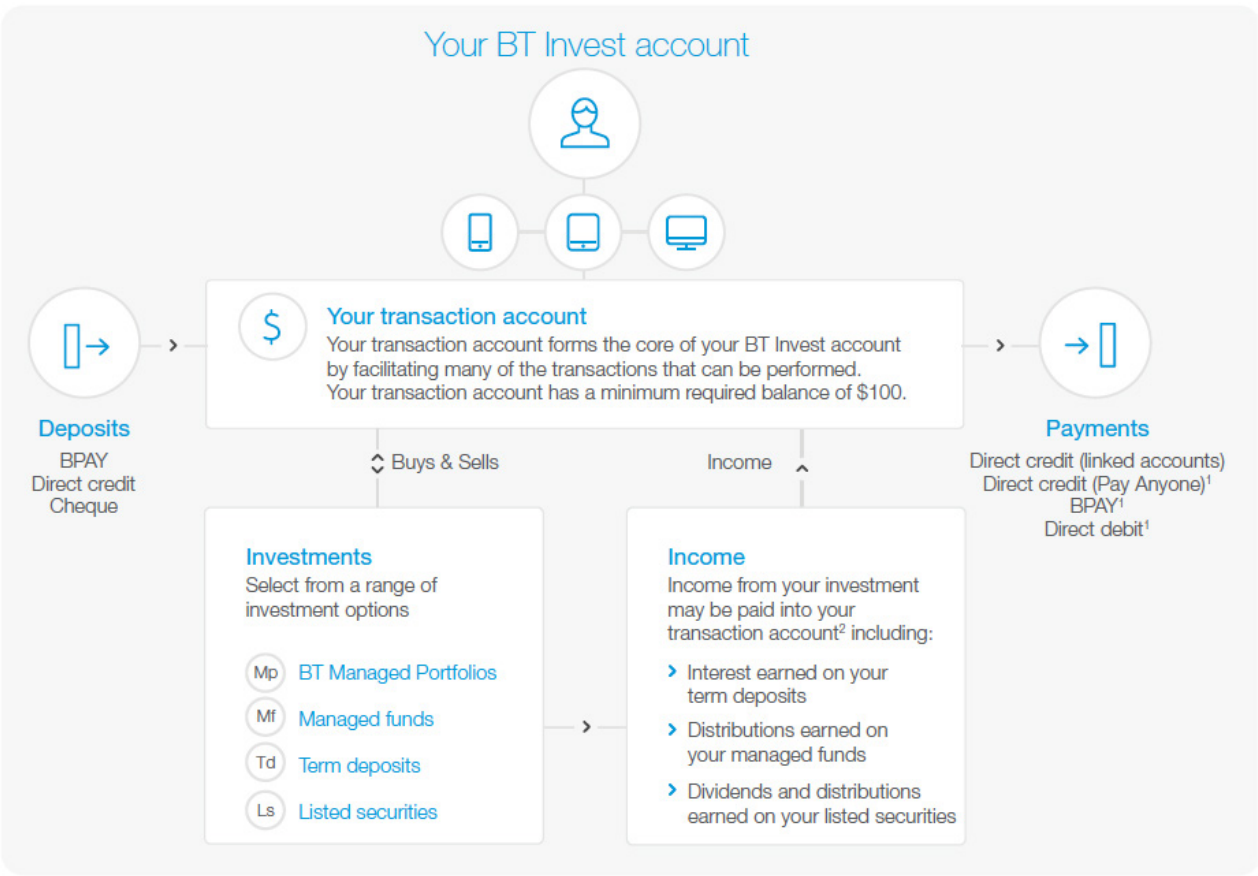 Your BT Invest account
$
Your transaction account
Your transaction account forms the core of your BT Invest account
by facilitating many of the transactions that can be performed.
Your transaction account has a minimum required balance of $100.
Deposits
BPAY
Direct credit
Cheque
Payments
Direct credit (linked accounts)
Direct credit (Pay Anyone)¹
BPAY¹
Direct debit¹
Buys & Sells
Income
Investments
Select from a range of
investment options
Mp BT Managed Portfolios
Mf Managed funds
Td Term deposits
Ls Listed securities
Income
Income from your investment
may be paid into your
transaction account² including:
Interest earned on your
term deposits
Distributions earned on
your managed funds
Dividends and distributions
earned on your listed securities